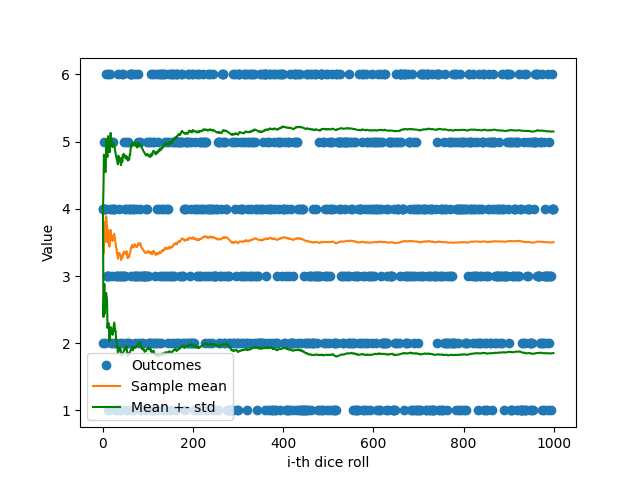 6
5
4
3
2
1
Value
Outcomes
Sample mean
Mean +- std
0 200 400 600 800 1000
i-th dice roll